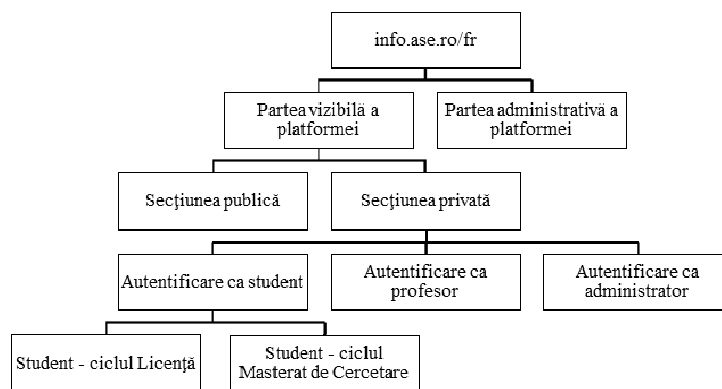 info.ase.ro/fr
Partea vizibilă a
platformei
Partea administrativă a
platformei
Secţiunea publică
Secţiunea privată
Autentificare ca student
Autentificare ca
profesor
Autentificare ca
administrator
Student - ciclul Licenţă
Student - ciclul
Masterat de Cercetare